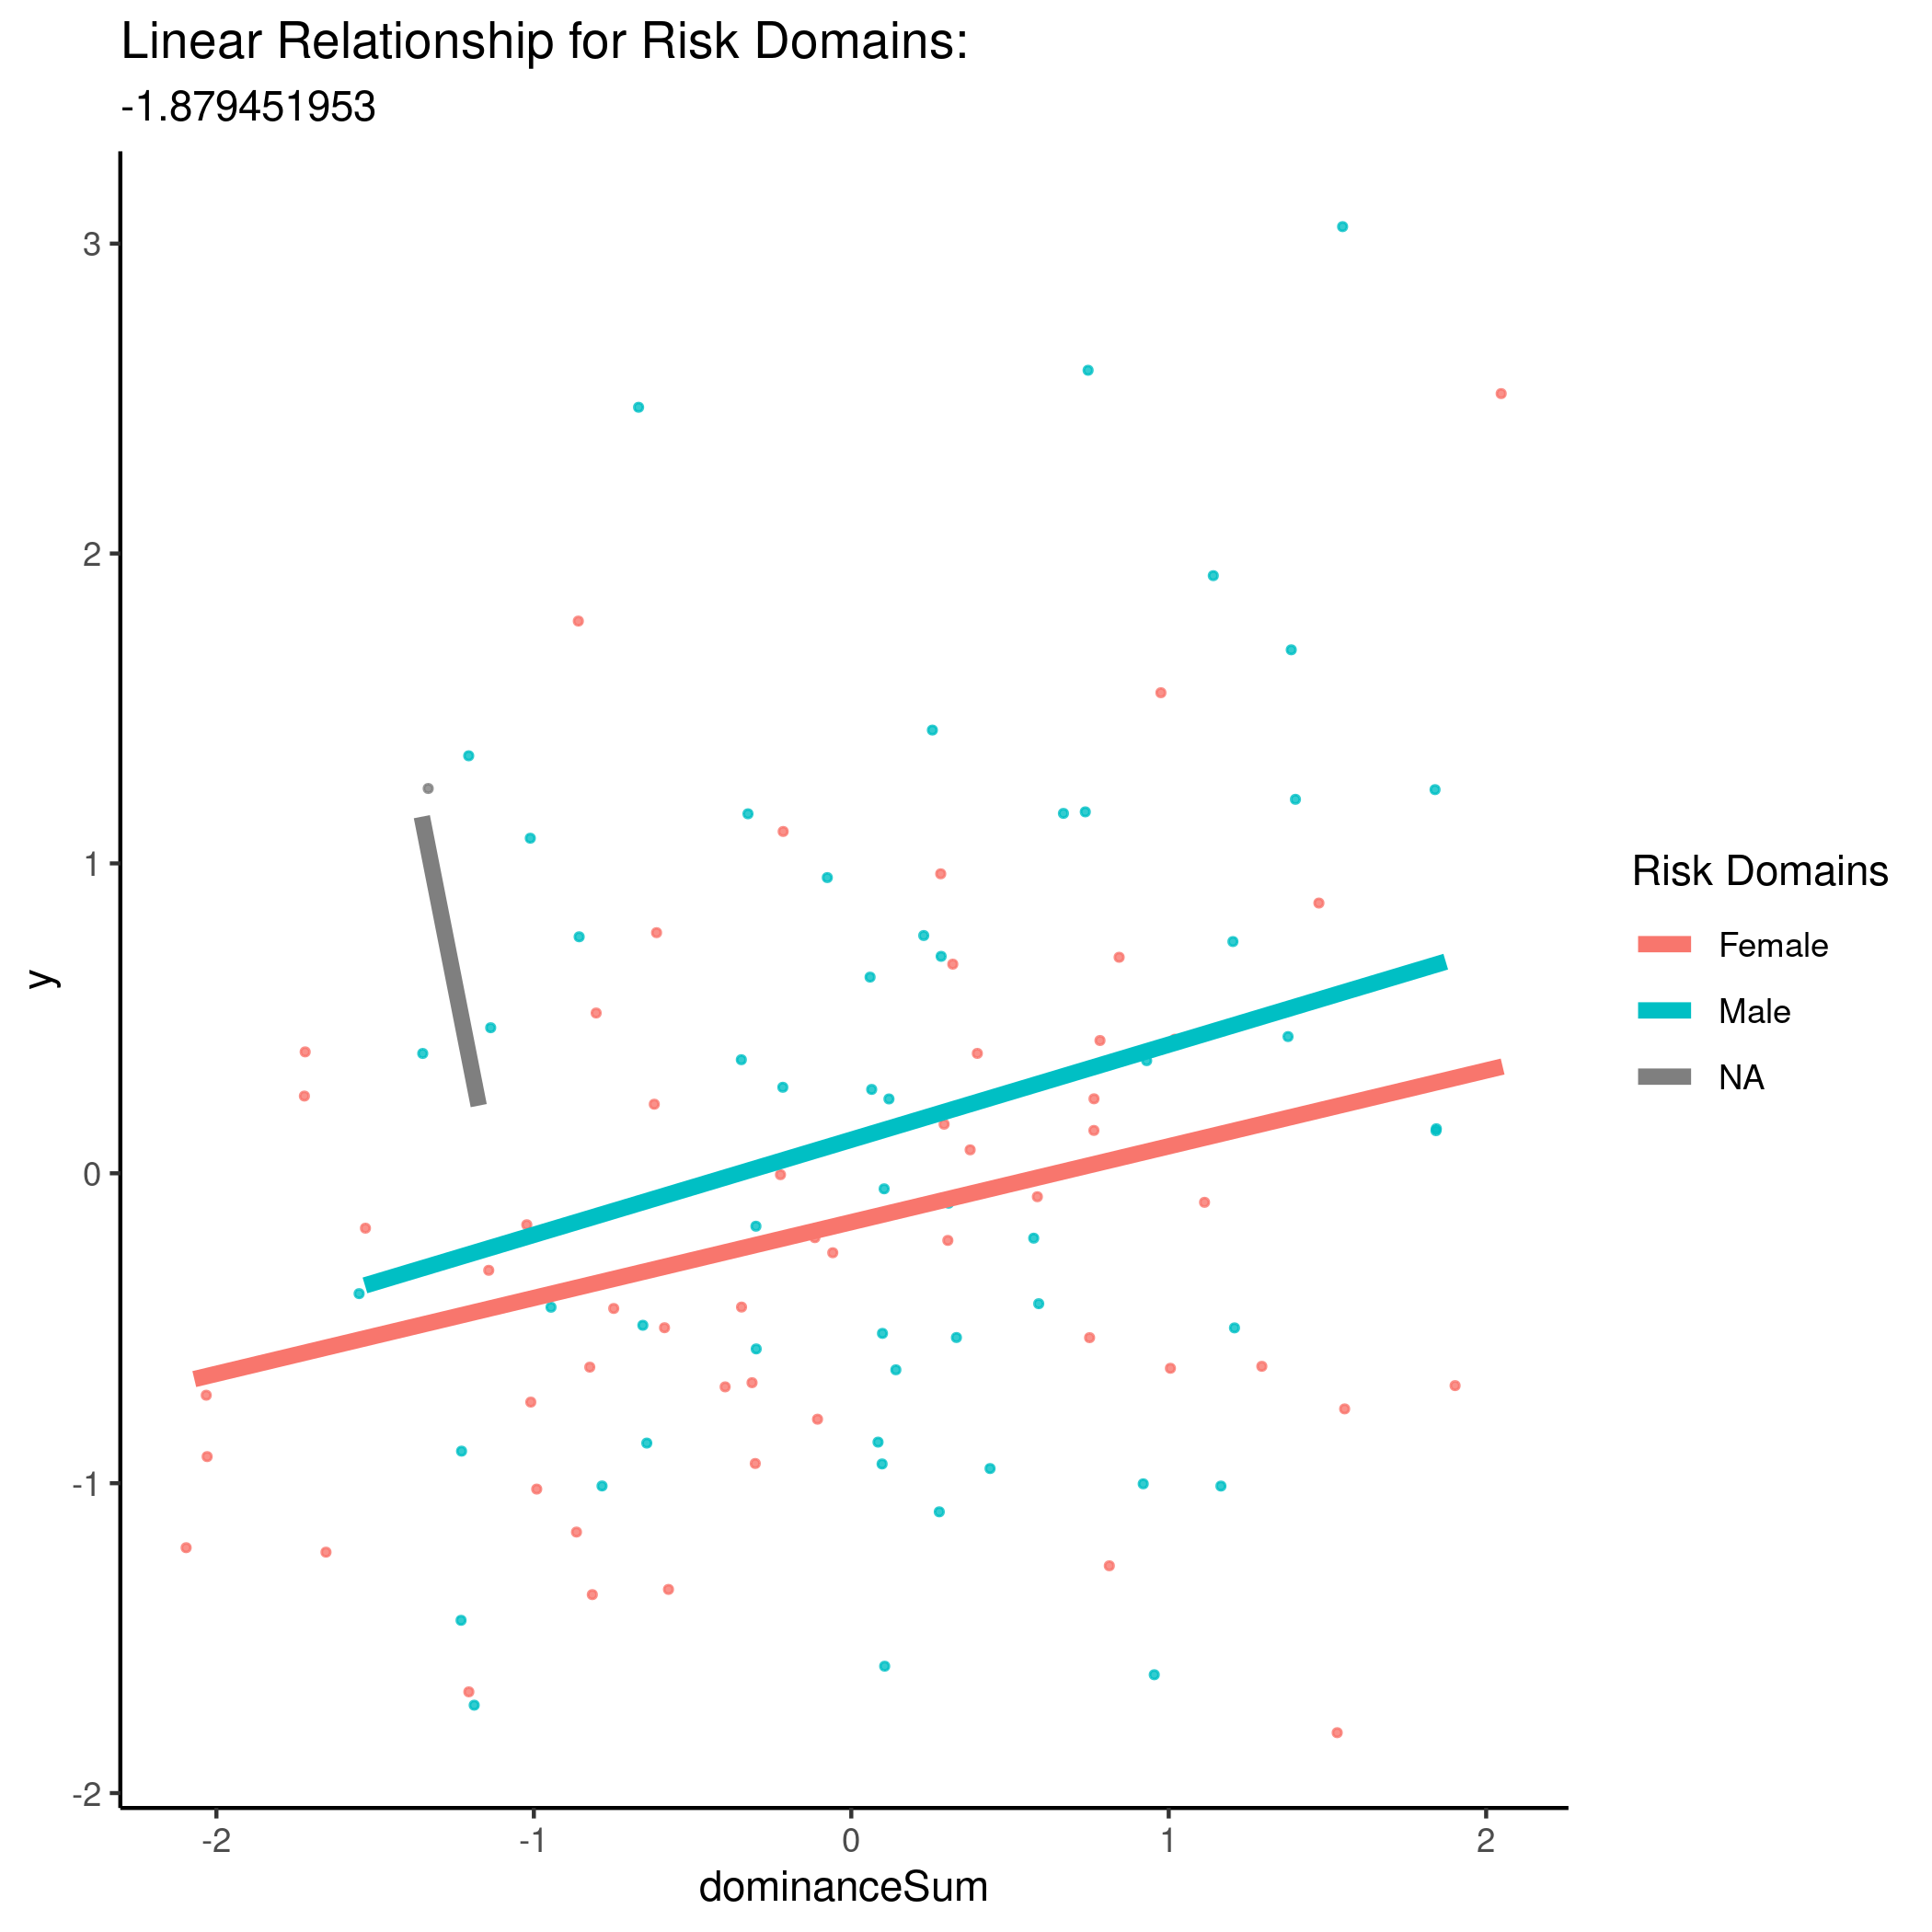 Linear Relationship for Risk Domains:
-1.879451953
3
2
1
0
-1
-2
y
-2
-1
0
1
2
dominanceSum
Risk Domains
Female
Male
NA